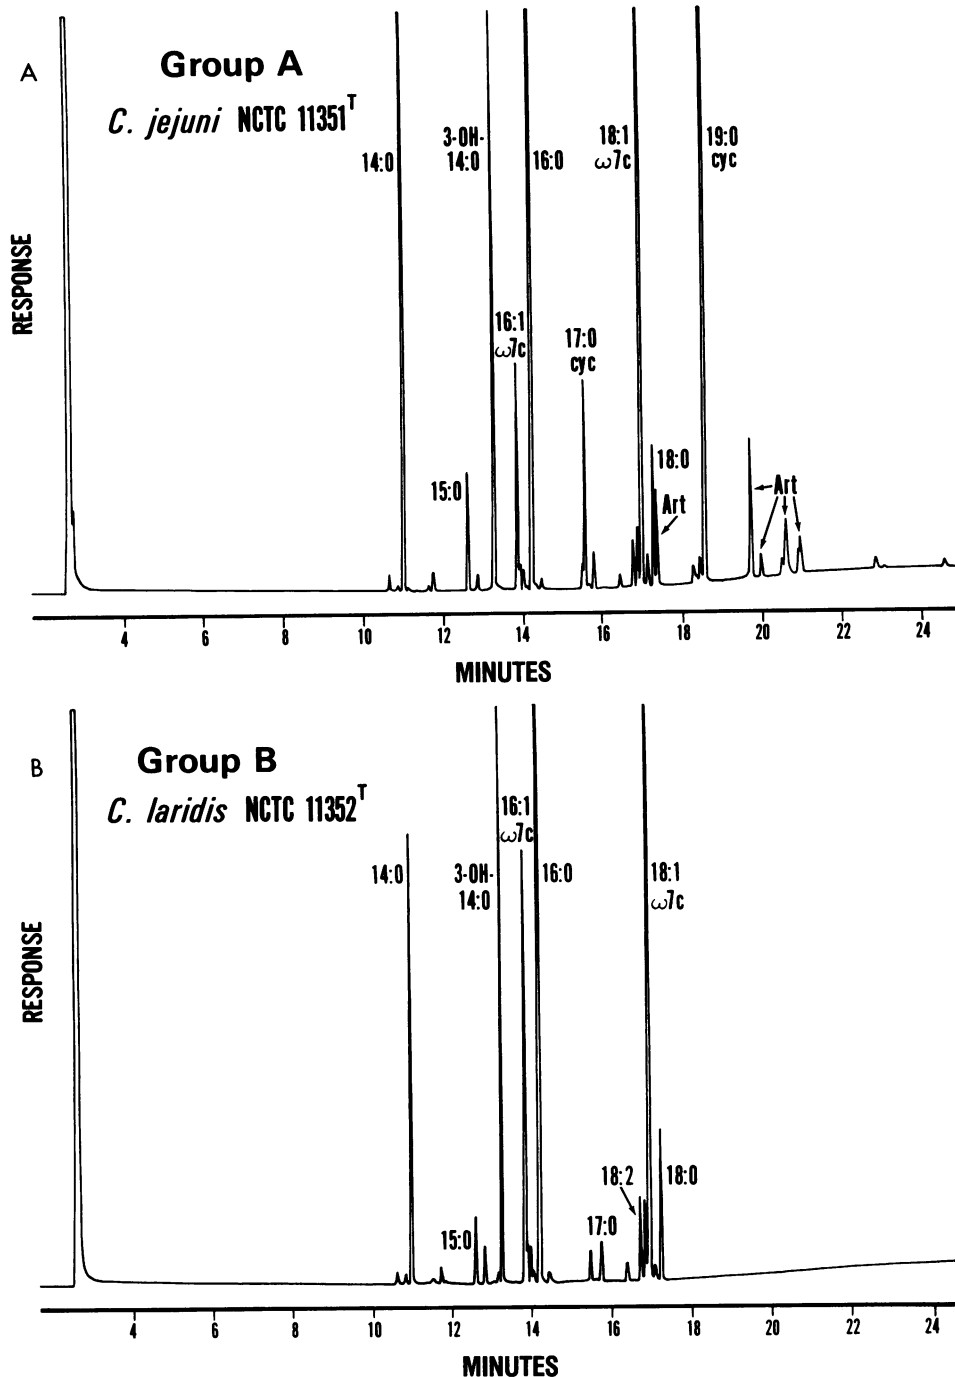 A
Group A
C. jejuni NCTC 11351T
14:0
3-OH-
14:0
16:0
18:1
ω7c
19:0
cyc
16:1
ω7c
17:0
cyc
15:0
18:0
Art
Art
RESPONSE
4 6 8 10 12 14 16 18 20 22 24
MINUTES
B
Group B
C. laridis NCTC 11352T
14:0
3-OH-
14:0
16:1
ω7c
16:0
18:1
ω7c
15:0
17:0
18:2
18:0
RESPONSE
4 6 8 10 12 14 16 18 20 22 24
MINUTES